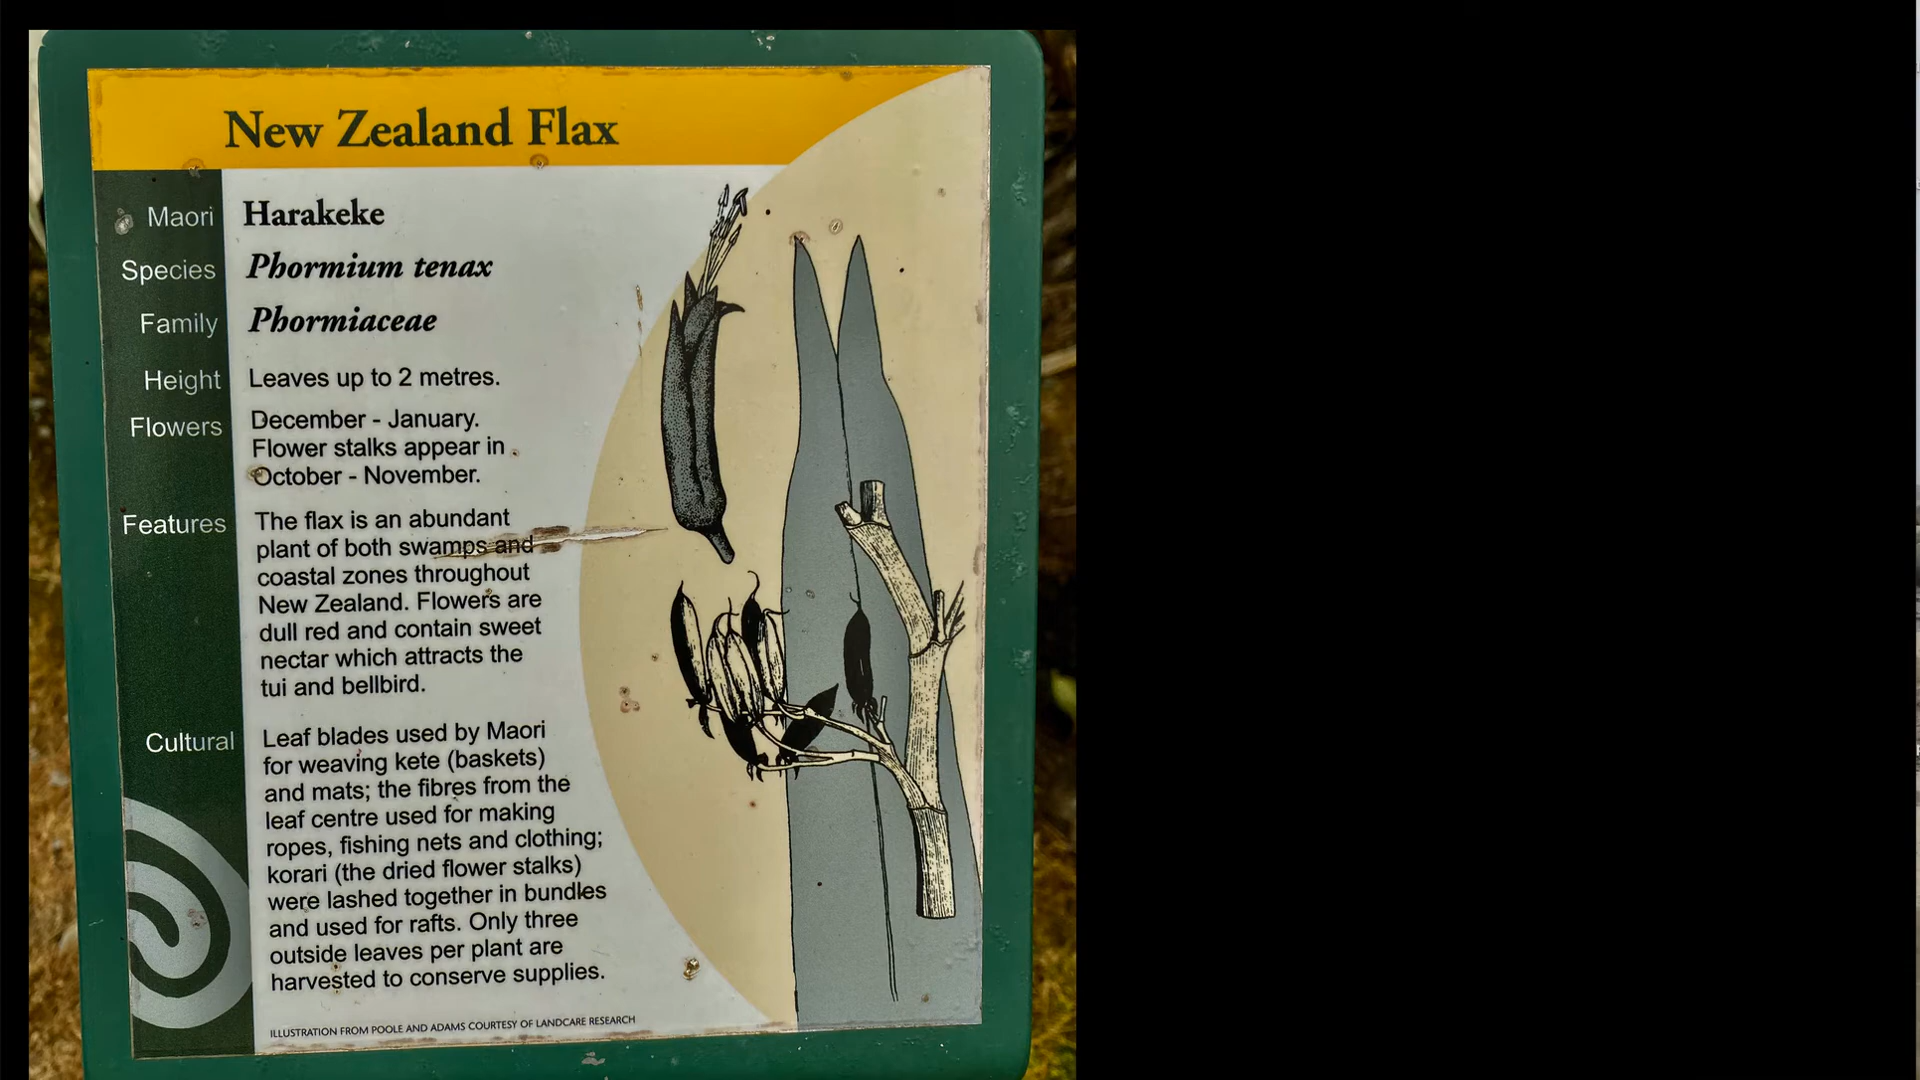 New Zealand Flax
Maori Harakeke
Species Phormium tenax
Family Phormiaceae
Height Leaves up to 2 metres.
Flowers December - January.
Flower stalks appear in
October - November.
Features The flax is an abundant
plant of both swamps and
coastal zones throughout
New Zealand. Flowers are
dull red and contain sweet
nectar which attracts the
tui and bellbird.
Cultural Leaf blades used by Maori
for weaving kete (baskets)
and mats; the fibres from the
leaf centre used for making
ropes, fishing nets and clothing;
korari (the dried flower stalks)
were lashed together in bundles
and used for rafts. Only three
outside leaves per plant are
harvested to conserve supplies.
ILLUSTRATION FROM POOLE AND ADAMS COURTESY OF LANDCARE RESEARCH